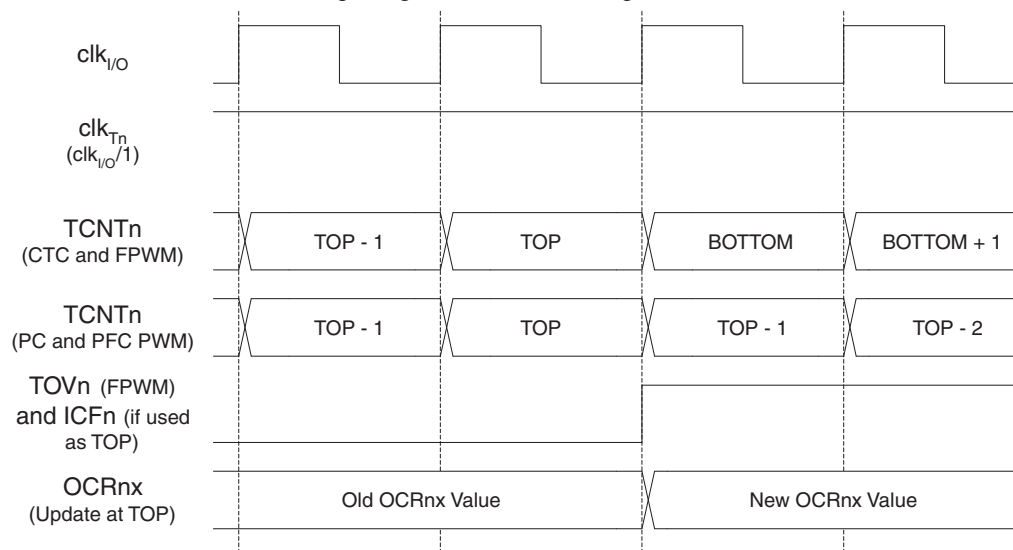 clkI/O
clkTn
(clkI/O/1)
TCNTn
(CTC and FPWM)
TOP - 1
TOP
BOTTOM
BOTTOM + 1
TCNTn
(PC and PFC PWM)
TOP - 1
TOP
TOP - 1
TOP - 2
TOVn (FPWM)
and ICFn (if used
as TOP)
OCRnx
(Update at TOP)
Old OCRnx Value
New OCRnx Value